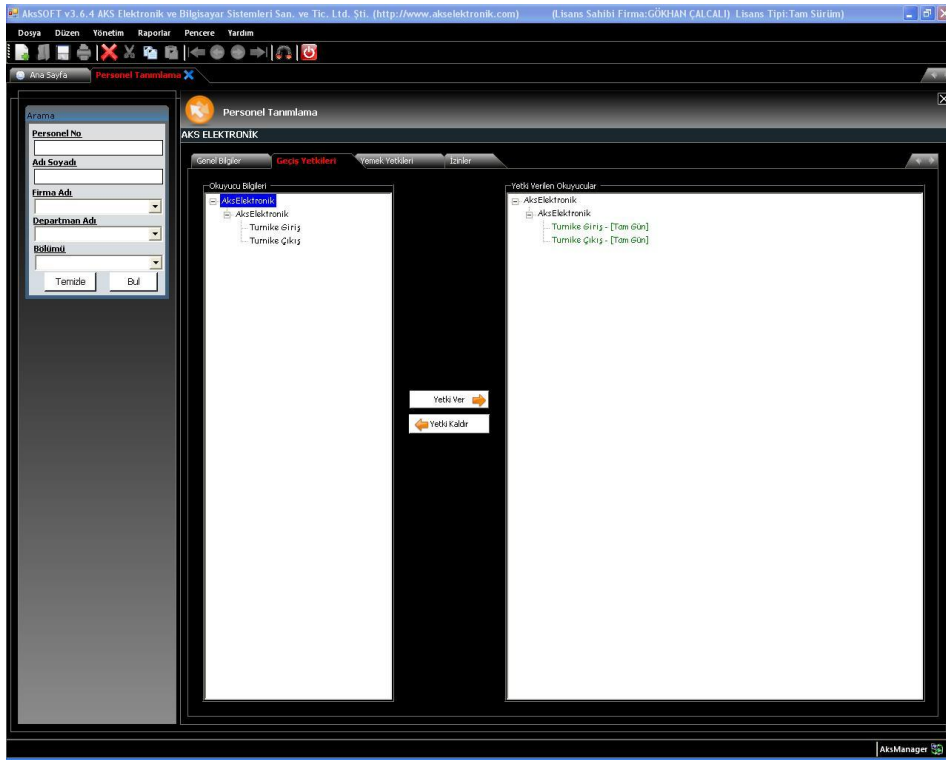 AksSOFT v3.6.4 AKS Elektronik ve Bilgisayar Sistemleri San. ve Tic. Ltd. Şti. (http://www.akselektronik.com) (Lisans Sahibi Firma:GÖKHAN ÇALCALI) Lisans Tipi:Tam Sürüm)
Dosya Düzen Yönetim Raporlar Pencere Yardım
Ana Sayfa Personel Tanımlama
Arama
Personel No
Adı Soyadı
Firma Adı
Departman Adı
Bölümü
Temizle Bul
Personel Tanımlama
AKS ELEKTRONİK
Genel Bilgiler Geçiş Yetkileri Yemek Yetkileri İzinler
Okuyucu Bilgileri
AksElektronik
AksElektronik
Turnike Giriş
Turnike Çıkış
Yetki Ver
Yetki Kaldır
Yetki Verilen Okuyucular
AksElektronik
AksElektronik
Turnike Giriş - [Tam Gün]
Turnike Çıkış - [Tam Gün]
AksManager